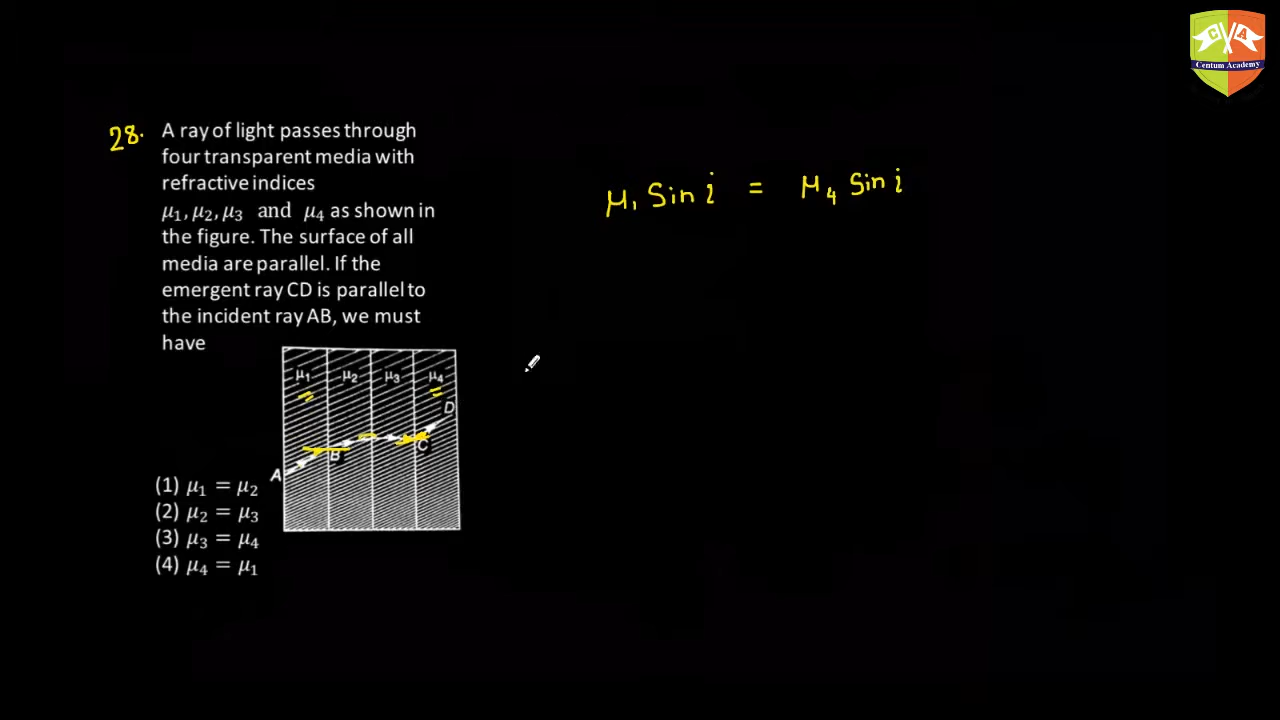 28. A ray of light passes through
four transparent media with
refractive indices
μ₁, μ₂, μ₃ and μ₄ as shown in
the figure. The surface of all
media are parallel. If the
emergent ray CD is parallel to
the incident ray AB, we must
have
μ₁ μ₂ μ₃ μ₄
A B C D
(1) μ₁ = μ₂
(2) μ₂ = μ₃
(3) μ₃ = μ₄
(4) μ₄ = μ₁
μ₁ Sin i = μ₄ Sin i
C A
Centum Academy